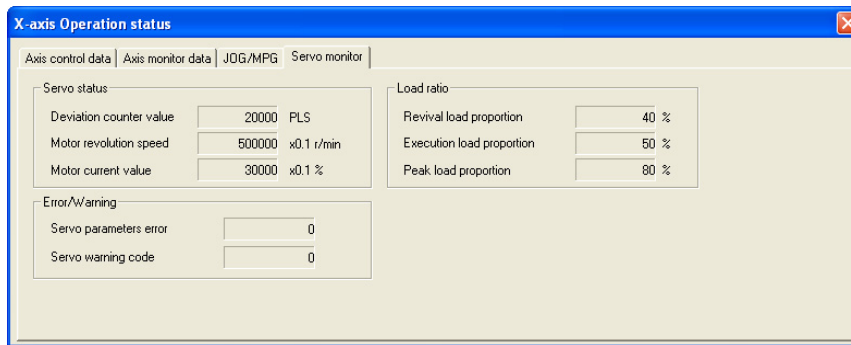 X-axis Operation status
Axis control data Axis monitor data JOG/MPG Servo monitor
Servo status
Deviation counter value 20000 PLS
Motor revolution speed 500000 x0.1 r/min
Motor current value 30000 x0.1 %
Load ratio
Revival load proportion 40 %
Execution load proportion 50 %
Peak load proportion 80 %
Error/Warning
Servo parameters error 0
Servo warning code 0